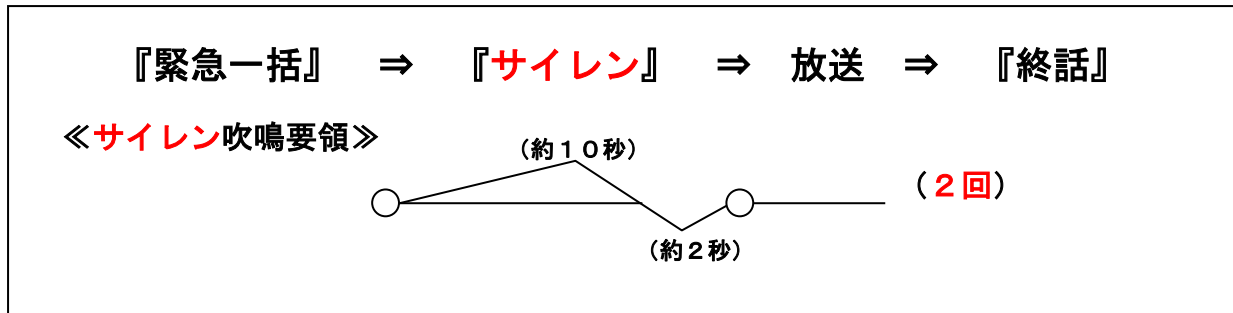 『緊急一括』 ⇒ 『サイレン』 ⇒ 放送 ⇒ 『終話』
≪サイレン吹鳴要領≫
（約１０秒）
（２回）
（約２秒）